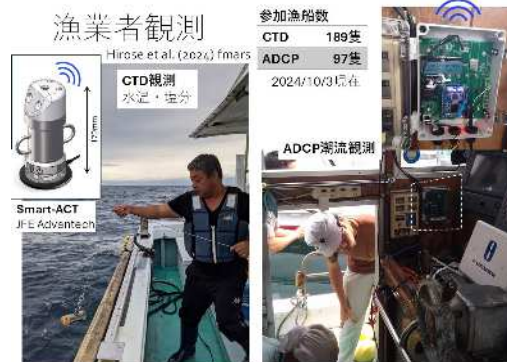 漁業者観測
Hirose et al. (2024) fmars
CTD観測
水温・塩分
Smart-ACT
JFE Advantech
参加漁船数
CTD 189隻
ADCP 97隻
2024/10/3現在
ADCP潮流観測